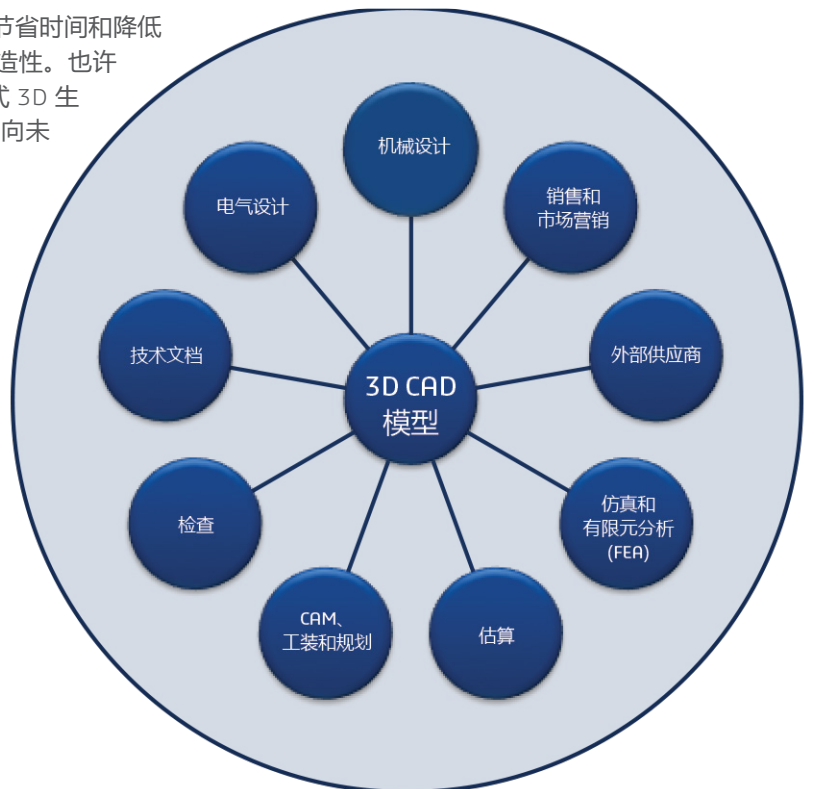 节省时间和降低
造性。也许
式 3D 生
向未
机械设计
销售和
市场营销
电气设计
外部供应商
技术文档
3D CAD
模型
仿真和
有限元分析
(FEA)
检查
CAM、
工装和规划
估算